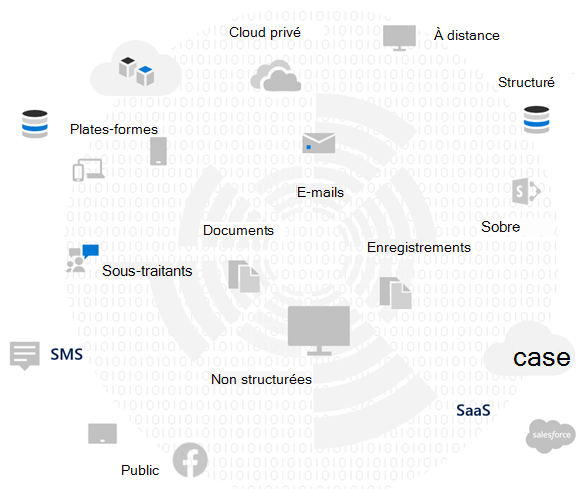 Cloud privé
À distance
Structuré
Plates-formes
E-mails
S
Sobre
Documents
Enregistrements
Sous-traitants
SMS
case
Non structurées
SaaS
salesforce
Public